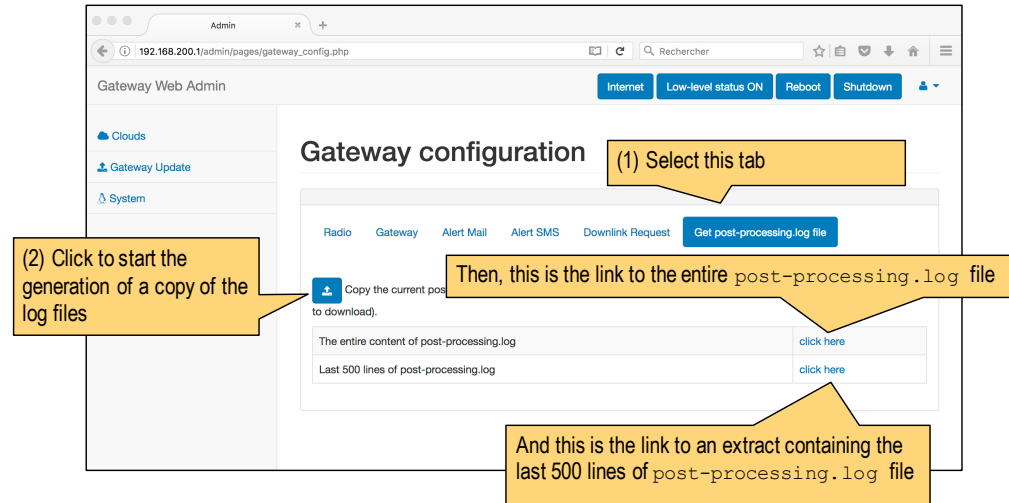 Admin
192.168.200.1/admin/pages/gateway_config.php
Rechercher
Gateway Web Admin
Internet
Low-level status ON
Reboot
Shutdown
Clouds
Gateway Update
System
Gateway configuration
(1) Select this tab
Radio
Gateway
Alert Mail
Alert SMS
Downlink Request
Get post-processing.log file
(2) Click to start the
generation of a copy of the
log files
Then, this is the link to the entire post-processing.log file
Copy the current
to download).
The entire content of post-processing.log
click here
Last 500 lines of post-processing.log
click here
And this is the link to an extract containing the
last 500 lines of post-processing.log file